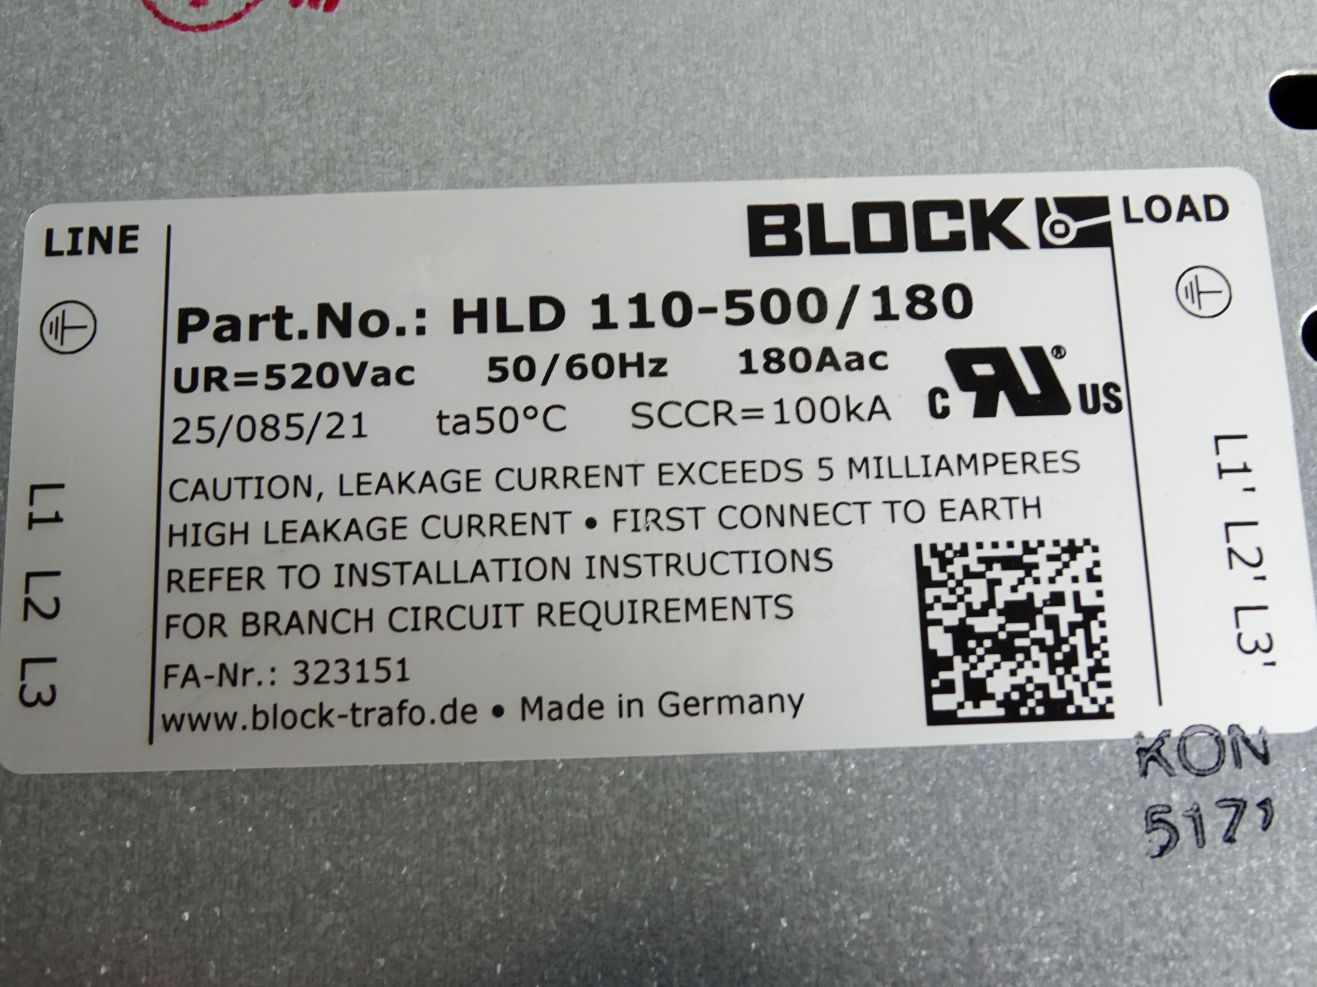 LINE
BLOCK
LOAD
Part.No.: HLD 110-500/180
UR=520Vac 50/60Hz 180Aac
25/085/21 ta50°C SCCR=100kA
C RU® US
CAUTION, LEAKAGE CURRENT EXCEEDS 5 MILLIAMPERES
HIGH LEAKAGE CURRENT • FIRST CONNECT TO EARTH
REFER TO INSTALLATION INSTRUCTIONS
FOR BRANCH CIRCUIT REQUIREMENTS
FA-Nr.: 323151
www.block-trafo.de • Made in Germany
L1 L2 L3
L1' L2' L3'
KON